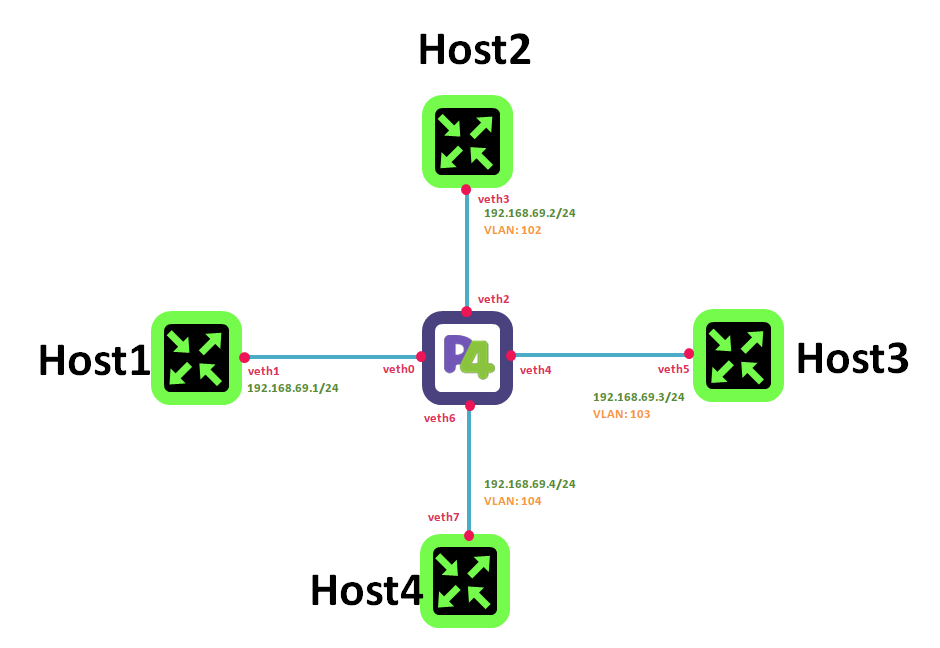 Host2
veth3
192.168.69.2/24
VLAN: 102
veth2
Host1
veth1
192.168.69.1/24
veth0
P4
veth4
veth5
Host3
192.168.69.3/24
VLAN: 103
veth6
192.168.69.4/24
VLAN: 104
veth7
Host4